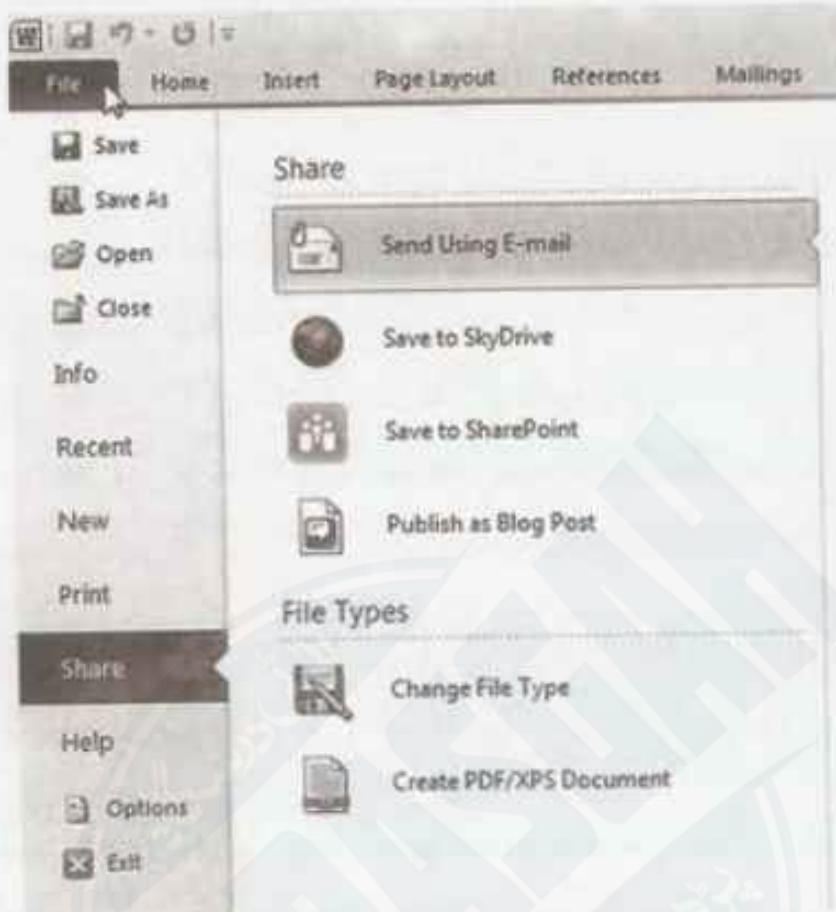 W
File Home Insert Page Layout References Mailings
Save
Save As
Open
Close
Info
Recent
New
Print
Share
Help
Options
Exit
Share
Send Using E-mail
Save to SkyDrive
Save to SharePoint
Publish as Blog Post
File Types
Change File Type
Create PDF/XPS Document